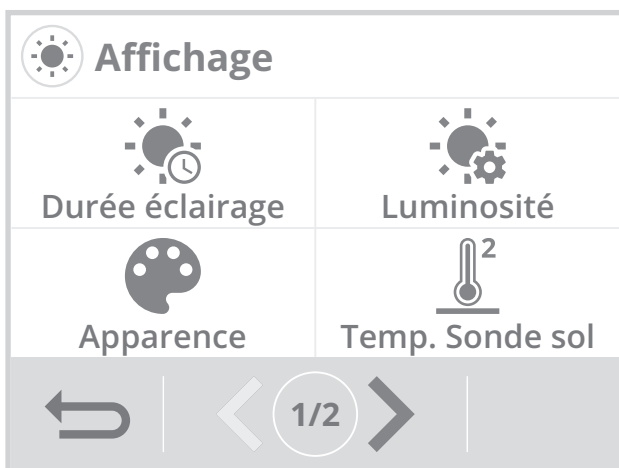 Affichage
Durée éclairage
Luminosité
2
Apparence
Temp. Sonde sol
1/2